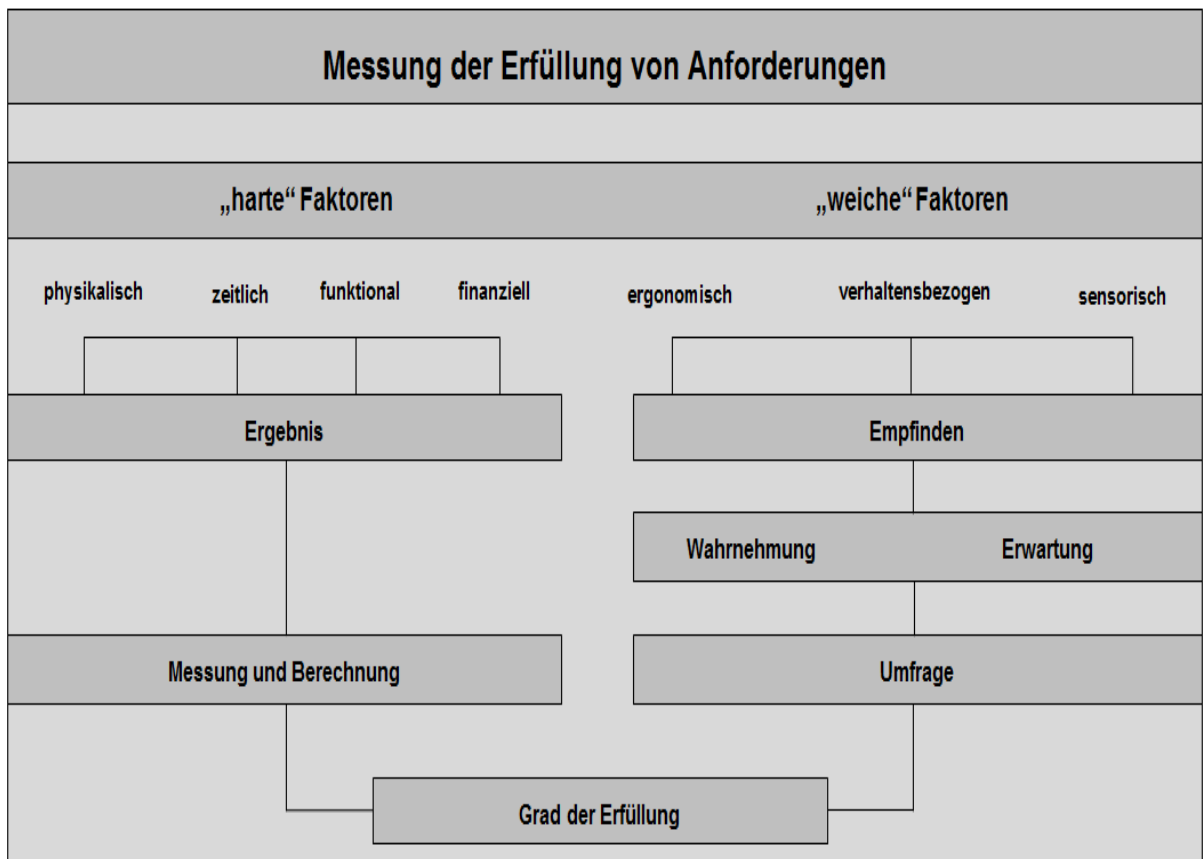 Messung der Erfüllung von Anforderungen
„harte“ Faktoren
„weiche“ Faktoren
physikalisch
zeitlich
funktional
finanziell
ergonomisch
verhaltensbezogen
sensorisch
Ergebnis
Empfinden
Wahrnehmung
Erwartung
Messung und Berechnung
Umfrage
Grad der Erfüllung